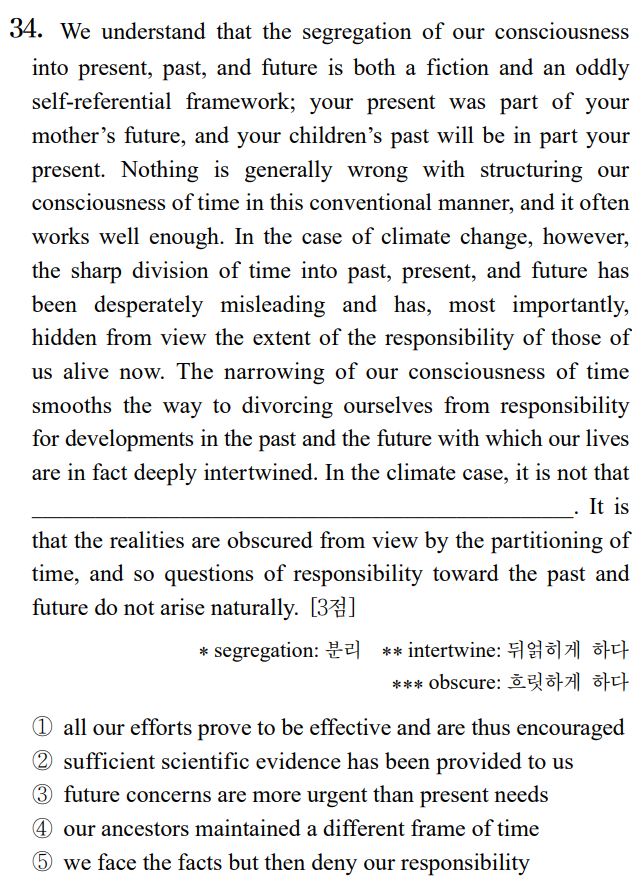 34. We understand that the segregation of our consciousness
into present, past, and future is both a fiction and an oddly
self-referential framework; your present was part of your
mother's future, and your children's past will be in part your
present. Nothing is generally wrong with structuring our
consciousness of time in this conventional manner, and it often
works well enough. In the case of climate change, however,
the sharp division of time into past, present, and future has
been desperately misleading and has, most importantly,
hidden from view the extent of the responsibility of those of
us alive now. The narrowing of our consciousness of time
smooths the way to divorcing ourselves from responsibility
for developments in the past and the future with which our lives
are in fact deeply intertwined. In the climate case, it is not that
__________________________________________________. It is
that the realities are obscured from view by the partitioning of
time, and so questions of responsibility toward the past and
future do not arise naturally. [3점]
* segregation: 분리 ** intertwine: 뒤얽히게 하다
*** obscure: 흐릿하게 하다
① all our efforts prove to be effective and are thus encouraged
② sufficient scientific evidence has been provided to us
③ future concerns are more urgent than present needs
④ our ancestors maintained a different frame of time
⑤ we face the facts but then deny our responsibility